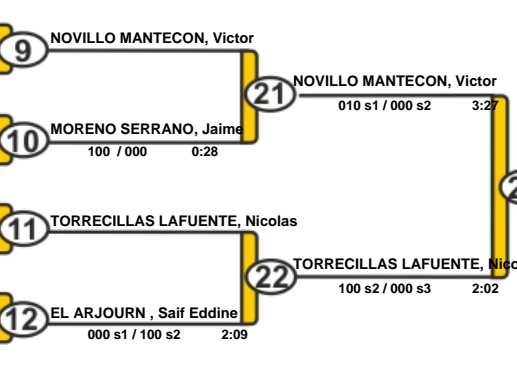 9
NOVILLO MANTECON, Victor
21
NOVILLO MANTECON, Victor
010 s1 / 000 s2 3:27
10
MORENO SERRANO, Jaime
100 / 000 0:28
11
TORRECILLAS LAFUENTE, Nicolas
22
TORRECILLAS LAFUENTE,
100 s2 / 000 s3 2:02
12
EL ARJOURN , Saif Eddine
000 s1 / 100 s2 2:09